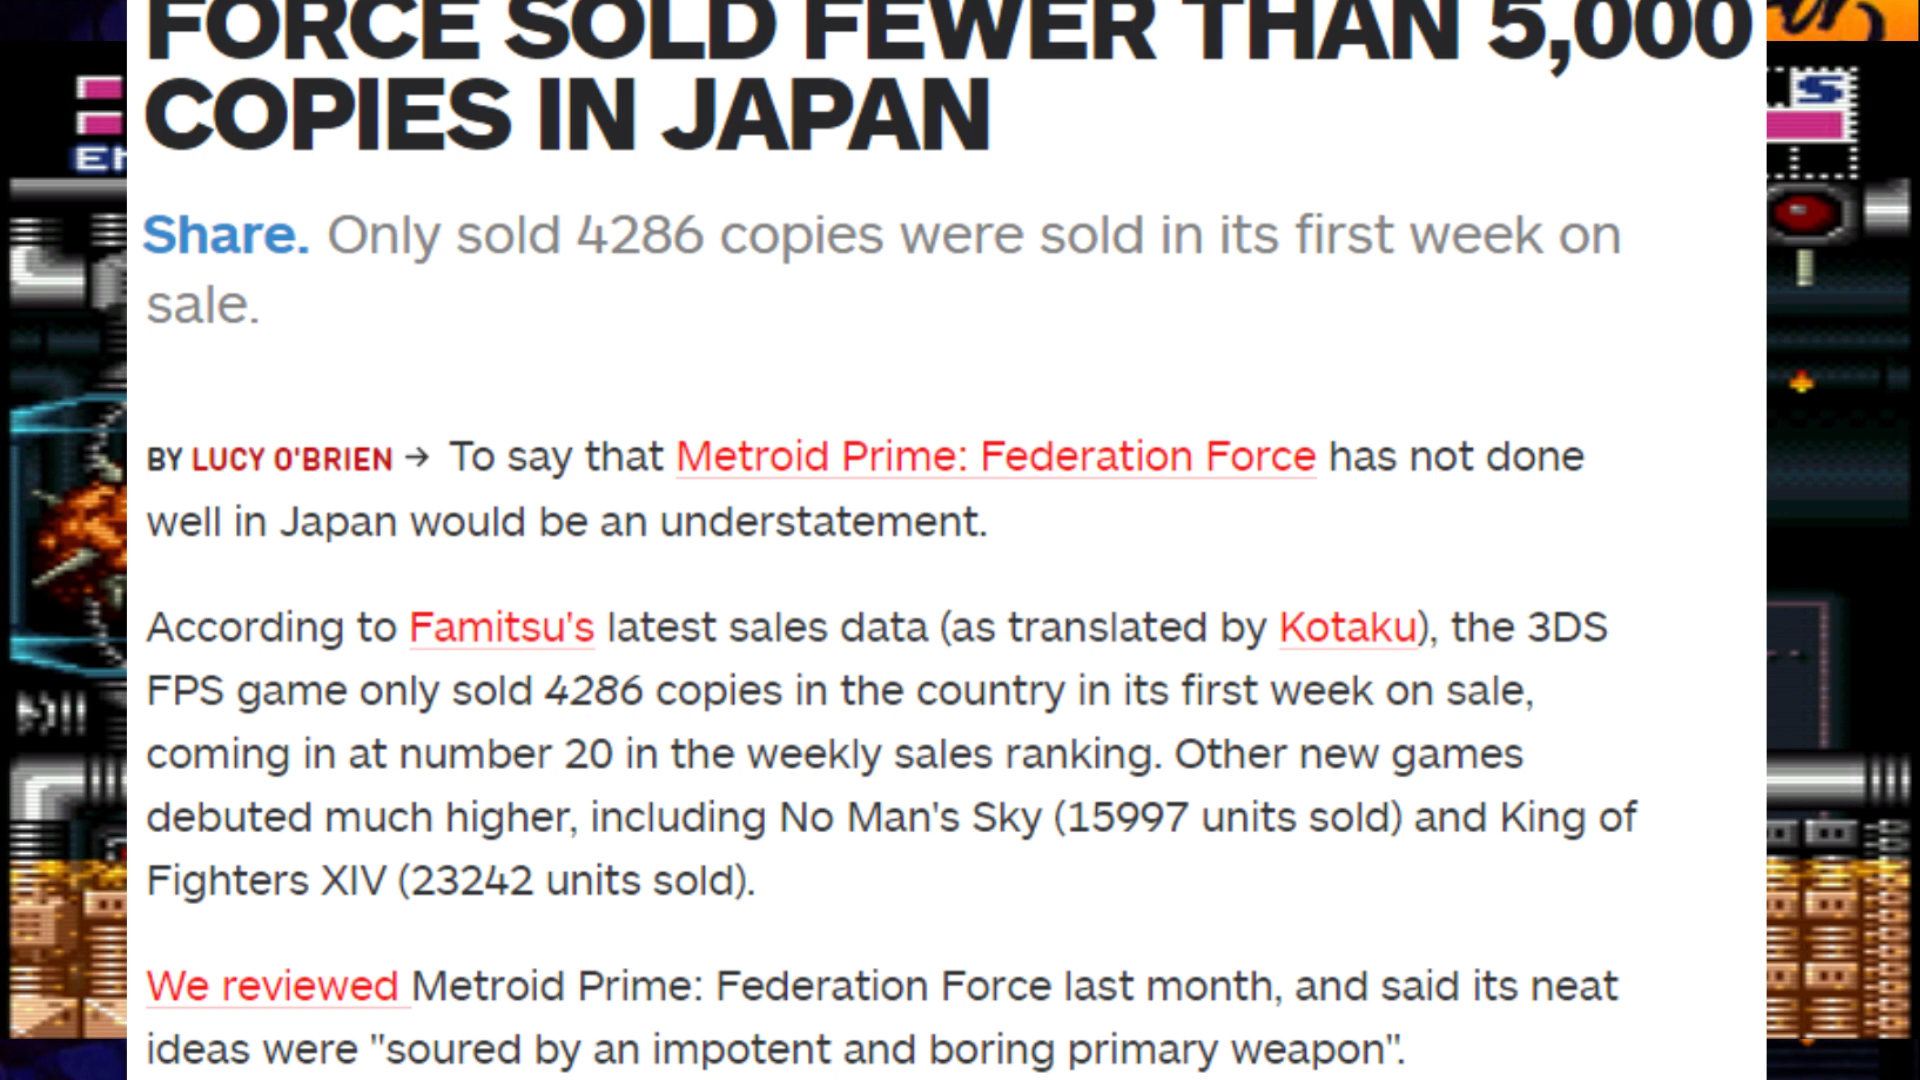 FORCE SOLD FEWER THAN 5,000
COPIES IN JAPAN
Share. Only sold 4286 copies were sold in its first week on
sale.
BY LUCY O'BRIEN → To say that Metroid Prime: Federation Force has not done
well in Japan would be an understatement.
According to Famitsu's latest sales data (as translated by Kotaku), the 3DS
FPS game only sold 4286 copies in the country in its first week on sale,
coming in at number 20 in the weekly sales ranking. Other new games
debuted much higher, including No Man's Sky (15997 units sold) and King of
Fighters XIV (23242 units sold).
We reviewed Metroid Prime: Federation Force last month, and said its neat
ideas were "soured by an impotent and boring primary weapon".